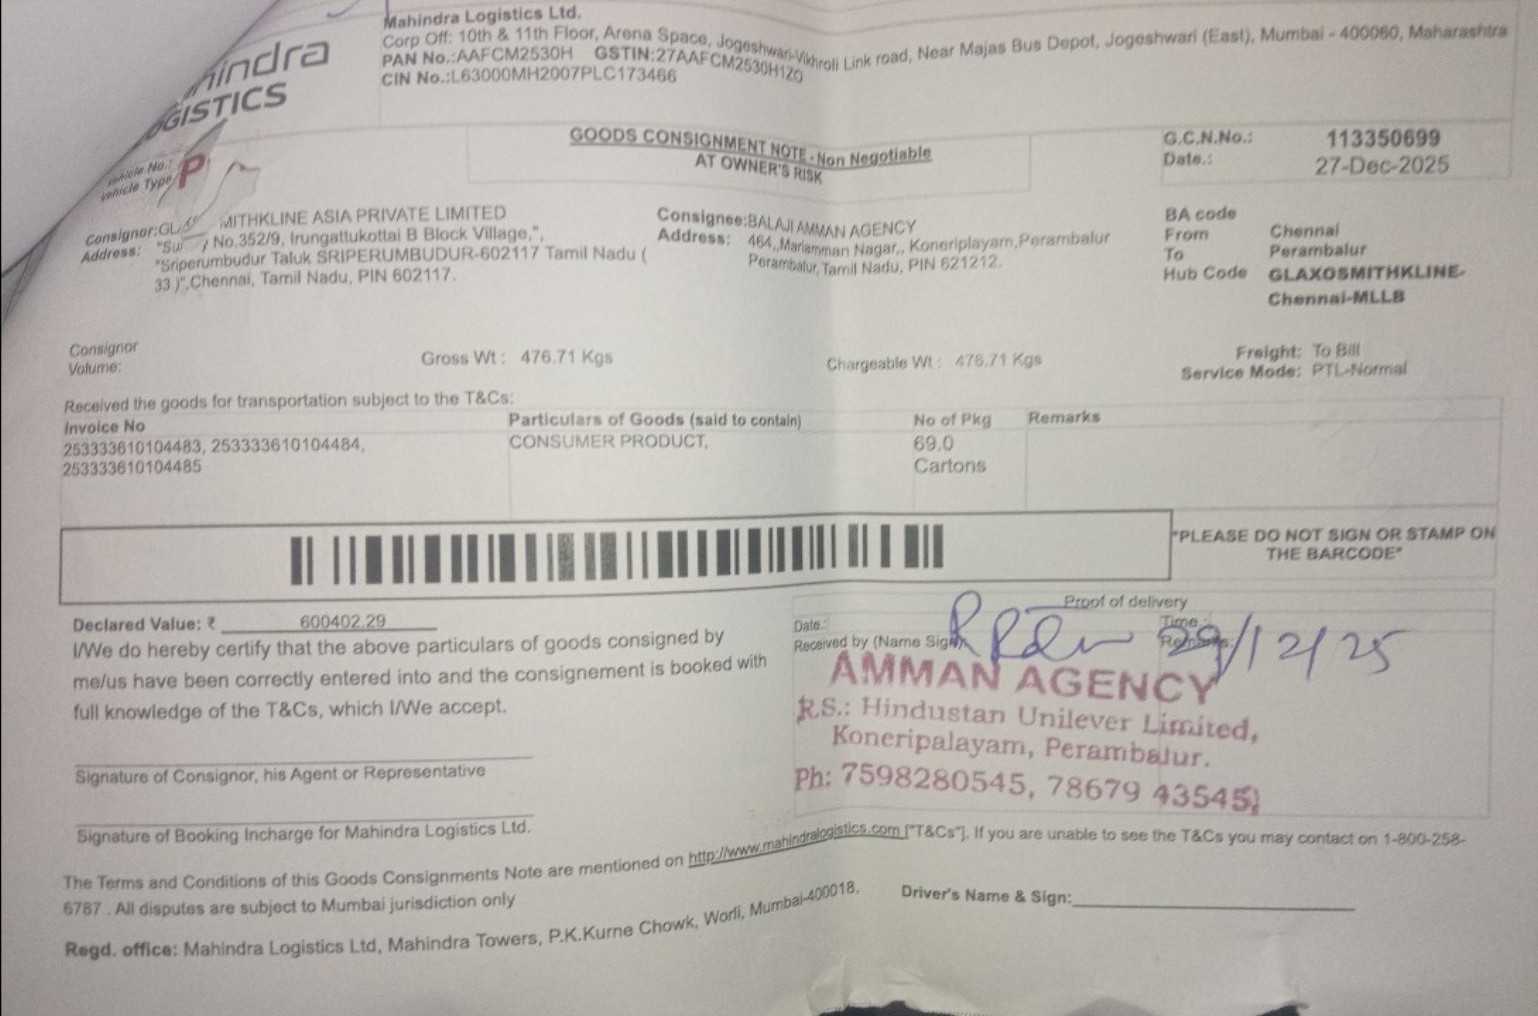 Mahindra Logistics Ltd.
Corp Off: 10th & 11th Floor, Arena Space, Jogeshwari-Vikhroli Link road, Near Majas Bus Depot, Jogeshwari (East), Mumbai - 400060, Maharashtra
PAN No.:AAFCM2530H GSTIN:27AAFCM2530H1ZO
CIN No.:L63000MH2007PLC173466
hindra
OGISTICS
Vehicle No.:
Vehicle Type
P
GOODS CONSIGNMENT NOTE - Non Negotiable
AT OWNER'S RISK
G.C.N.No.: 113350699
Date.: 27-Dec-2025
Consignor:GL MITHKLINE ASIA PRIVATE LIMITED
Address: "Su y No.352/9, Irungattukottai B Block Village,",
"Sriperumbudur Taluk SRIPERUMBUDUR-602117 Tamil Nadu (
33 )",Chennai, Tamil Nadu, PIN 602117.
Consignee:BALAJI AMMAN AGENCY
Address: 464,,Mariamman Nagar,, Koneriplayam,Perambalur
Perambalur, Tamil Nadu, PIN 621212.
BA code
From Chennai
To Perambalur
Hub Code GLAXOSMITHKLINE-
Chennai-MLLB
Consignor
Volume:
Gross Wt : 476.71 Kgs
Chargeable Wt : 476.71 Kgs
Freight: To Bill
Service Mode: PTL-Normal
Received the goods for transportation subject to the T&Cs:
Invoice No Particulars of Goods (said to contain) No of Pkg Remarks
253333610104483, 253333610104484, CONSUMER PRODUCT, 69.0
253333610104485 Cartons
"PLEASE DO NOT SIGN OR STAMP ON
THE BARCODE"
Declared Value: ₹ 600402.29
I/We do hereby certify that the above particulars of goods consigned by
me/us have been correctly entered into and the consignement is booked with
full knowledge of the T&Cs, which I/We accept.
Signature of Consignor, his Agent or Representative
Signature of Booking Incharge for Mahindra Logistics Ltd.
Proof of delivery
Date.: Time :
Received by (Name Sign): Remarks:
29/12/25
AMMAN AGENCY
R.S.: Hindustan Unilever Limited,
Koneripalayam, Perambalur.
Ph: 7598280545, 78679 43545
The Terms and Conditions of this Goods Consignments Note are mentioned on http://www.mahindralogistics.com ["T&Cs"]. If you are unable to see the T&Cs you may contact on 1-800-258-
6787 . All disputes are subject to Mumbai jurisdiction only
Driver's Name & Sign:
Regd. office: Mahindra Logistics Ltd, Mahindra Towers, P.K.Kurne Chowk, Worli, Mumbai-400018.